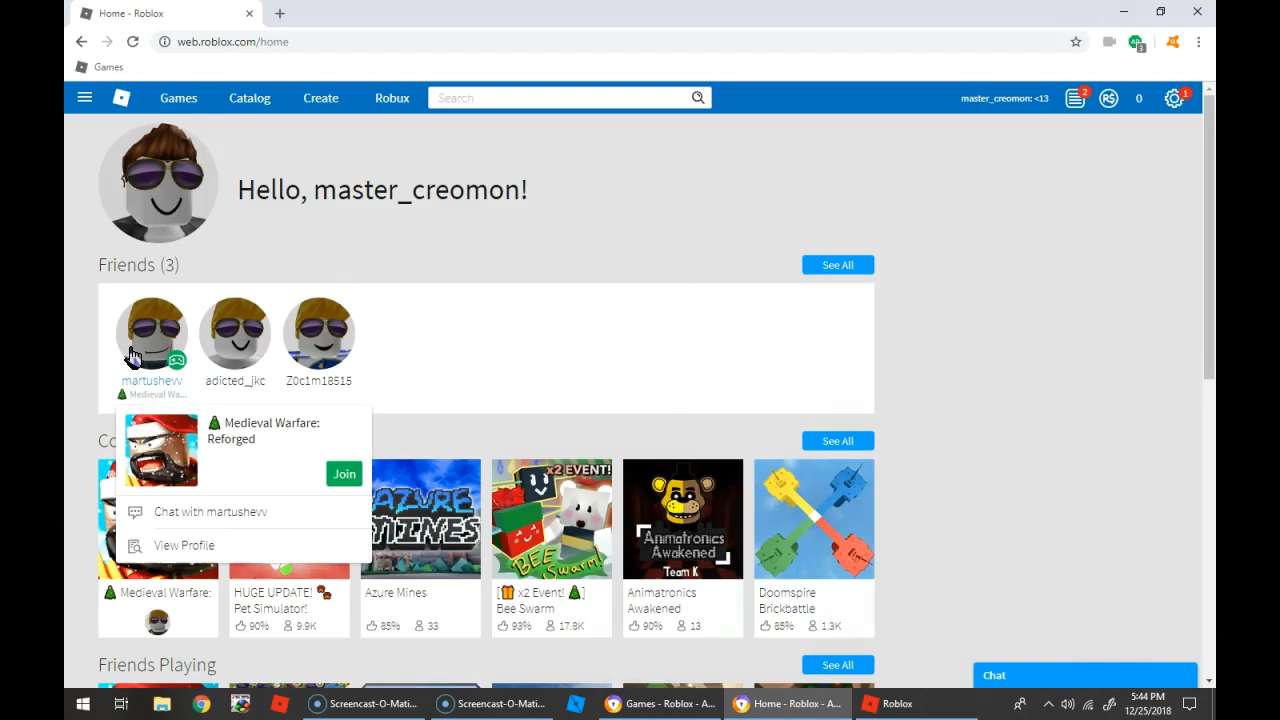 Home - Roblox
web.roblox.com/home
Games
Games
Catalog
Create
Robux
Search
master_creomon: <13
2
R$
0
1
Hello, master_creomon!
Friends (3)
See All
martushevv
Medieval Wa...
adicted_jkc
Z0c1m18515
Medieval Warfare:
Reforged
Join
Chat with martushevv
View Profile
Co
See All
AZURE
MINES
x2 EVENT!
BEE
Swarm!
Animatronics
Awakened
Team K
Medieval Warfare:
HUGE UPDATE!
Pet Simulator!
90% 9.9K
Azure Mines
85% 33
[ x2 Event! ]
Bee Swarm
93% 17.8K
Animatronics
Awakened
90% 13
Doomspire
Brickbattle
85% 1.3K
Friends Playing
See All
Chat
Screencast-O-Mati...
Screencast-O-Mati...
Games - Roblox - A...
Home - Roblox - A...
Roblox
5:44 PM
12/25/2018